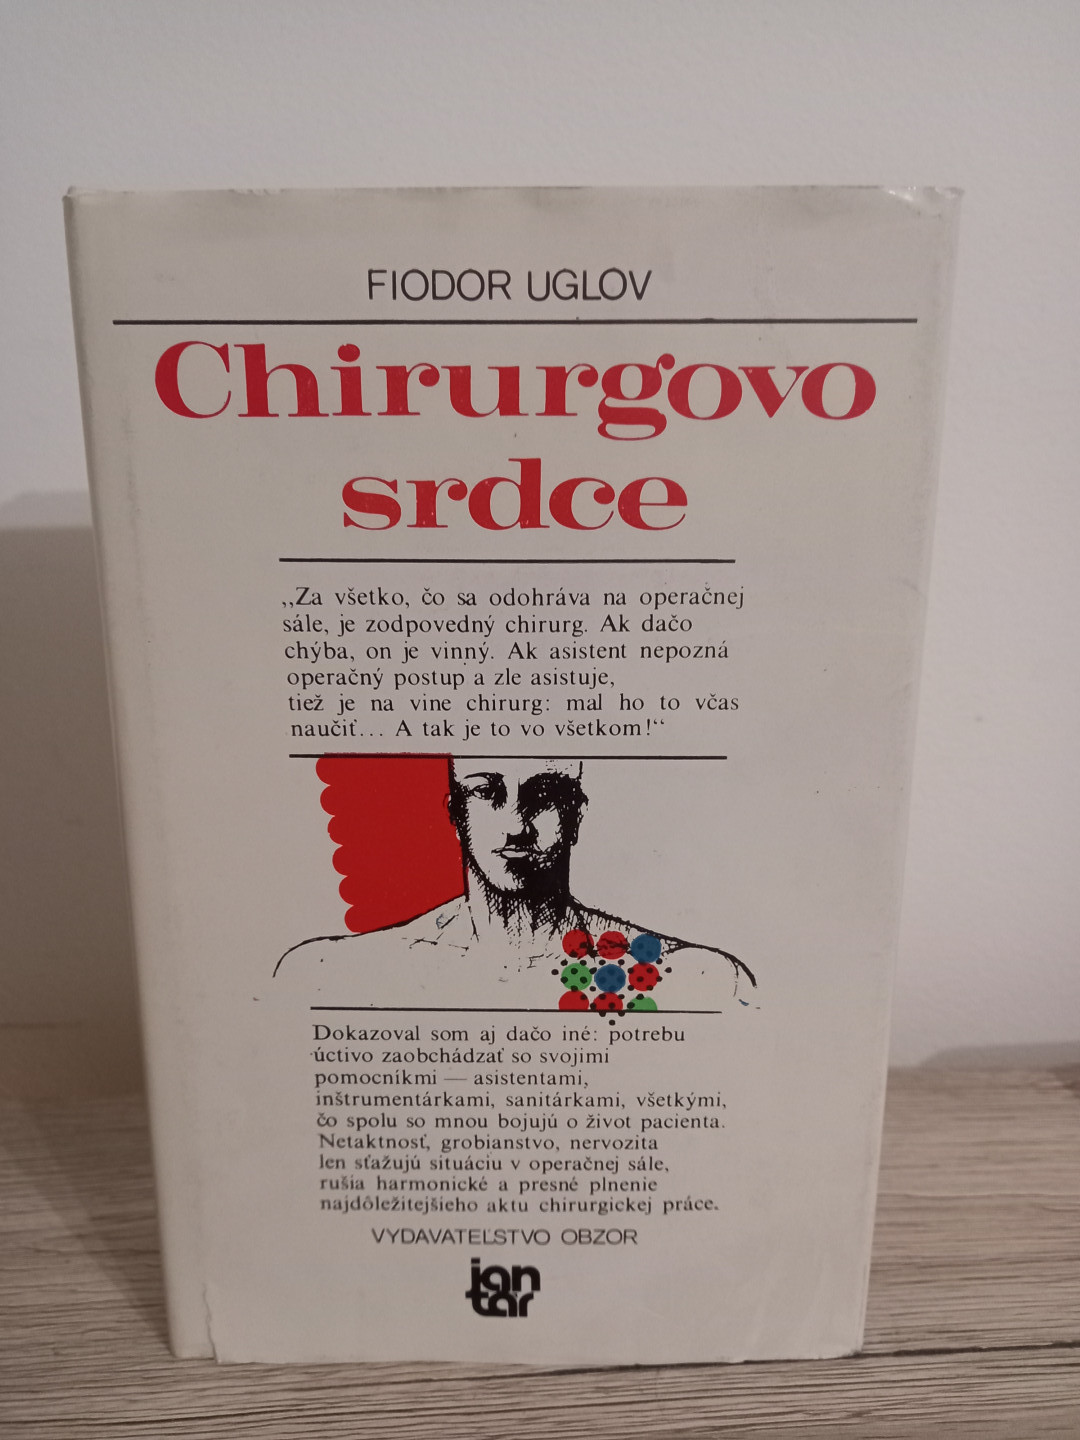 FIODOR UGLOV
Chirurgovo
srdce
,,Za všetko, čo sa odohráva na operačnej
sále, je zodpovedný chirurg. Ak dačo
chýba, on je vinný. Ak asistent nepozná
operačný postup a zle asistuje,
tiež je na vine chirurg: mal ho to včas
naučiť... A tak je to vo všetkom!“
Dokazoval som aj dačo iné: potrebu
úctivo zaobchádzať so svojimi
pomocníkmi — asistentami,
inštrumentárkami, sanitárkami, všetkými,
čo spolu so mnou bojujú o život pacienta.
Netaktnosť, grobianstvo, nervozita
len sťažujú situáciu v operačnej sále,
rušia harmonické a presné plnenie
najdôležitejšieho aktu chirurgickej práce.
VYDAVATEĽSTVO OBZOR
jan
tar